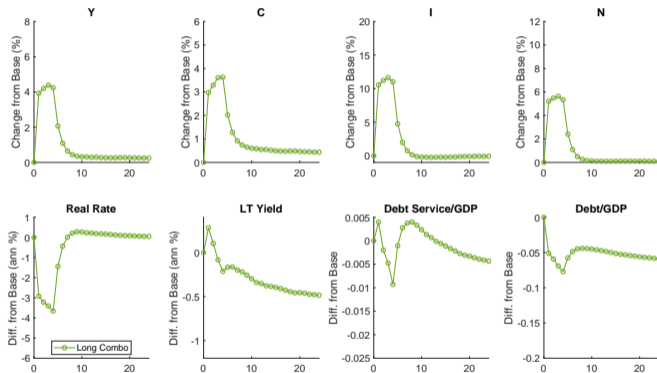 Y
Change from Base (%)
8
6
4
2
0
0 10 20
C
Change from Base (%)
6
5
4
3
2
1
0
0 10 20
I
Change from Base (%)
20
15
10
5
0
0 10 20
N
Change from Base (%)
12
10
8
6
4
2
0
0 10 20
Real Rate
Diff. from Base (ann %)
1
0
-1
-2
-3
-4
-5
-6
Long Combo
0 10 20
LT Yield
Diff. from Base (ann %)
0
-0.5
-1
0 10 20
Debt Service/GDP
Diff. from Base
0.005
0
-0.005
-0.01
-0.015
-0.02
-0.025
0 10 20
Debt/GDP
Diff. from Base
0
-0.05
-0.1
-0.15
-0.2
0 10 20